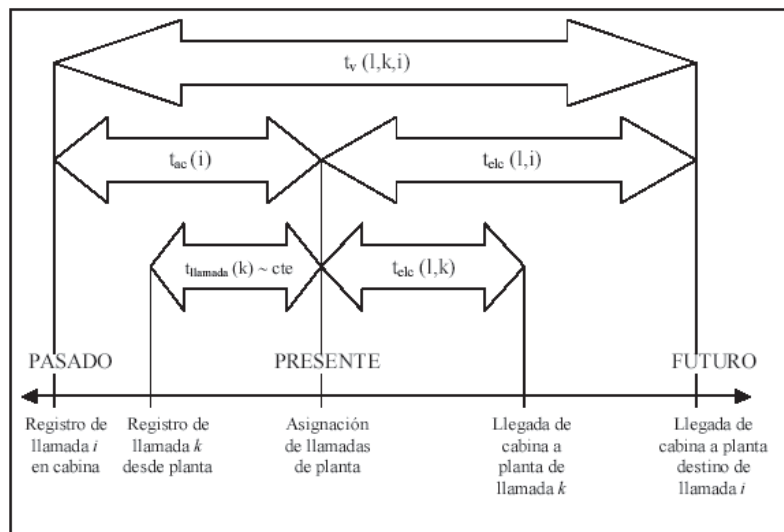 t_v (l,k,i)
t_ac (i) t_elc (l,i)
t_llamada (k) ~ cte t_elc (l,k)
PASADO PRESENTE FUTURO
Registro de
llamada i
en cabina
Registro de
llamada k
desde planta
Asignación
de llamadas
de planta
Llegada de
cabina a
planta de
llamada k
Llegada de
cabina a planta
destino de
llamada i